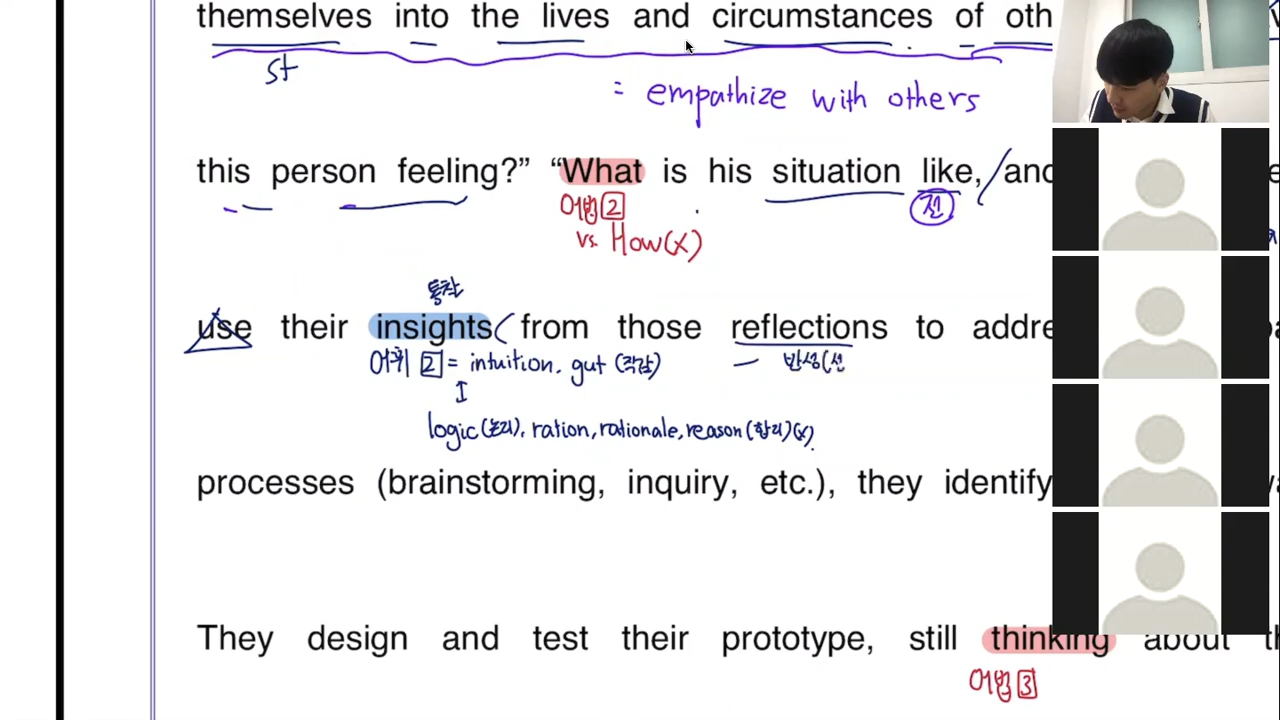 themselves into the lives and circumstances of oth
st
= empathize with others
this person feeling?” “What is his situation like, and
어법 2
전
vs. How(x)
통찰
use their insights from those reflections to addre
어휘 2 = intuition, gut (직감)
반성(선
logic(논리), ration, rationale, reason(합리)(x)
processes (brainstorming, inquiry, etc.), they identify
They design and test their prototype, still thinking about th
어법 3